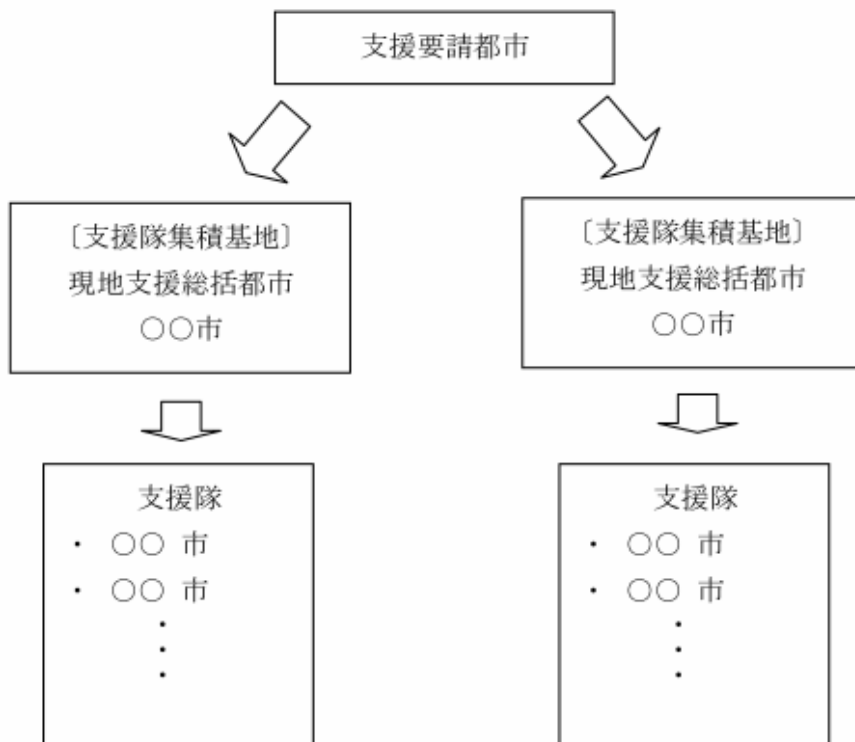 支援要請都市
〔支援隊集積基地〕
現地支援総括都市
○○市
〔支援隊集積基地〕
現地支援総括都市
○○市
支援隊
・ ○○ 市
・ ○○ 市
・
・
・
支援隊
・ ○○ 市
・ ○○ 市
・
・
・